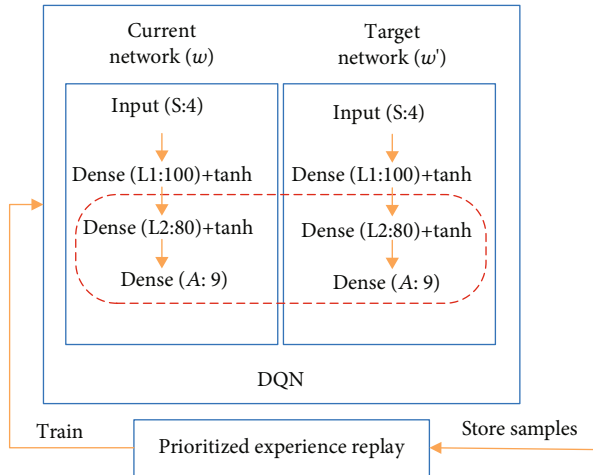 Current
network (w)
Target
network (w')
Input (S:4)
Dense (L1:100)+tanh
Dense (L2:80)+tanh
Dense (A: 9)
Input (S:4)
Dense (L1:100)+tanh
Dense (L2:80)+tanh
Dense (A: 9)
DQN
Train
Prioritized experience replay
Store samples